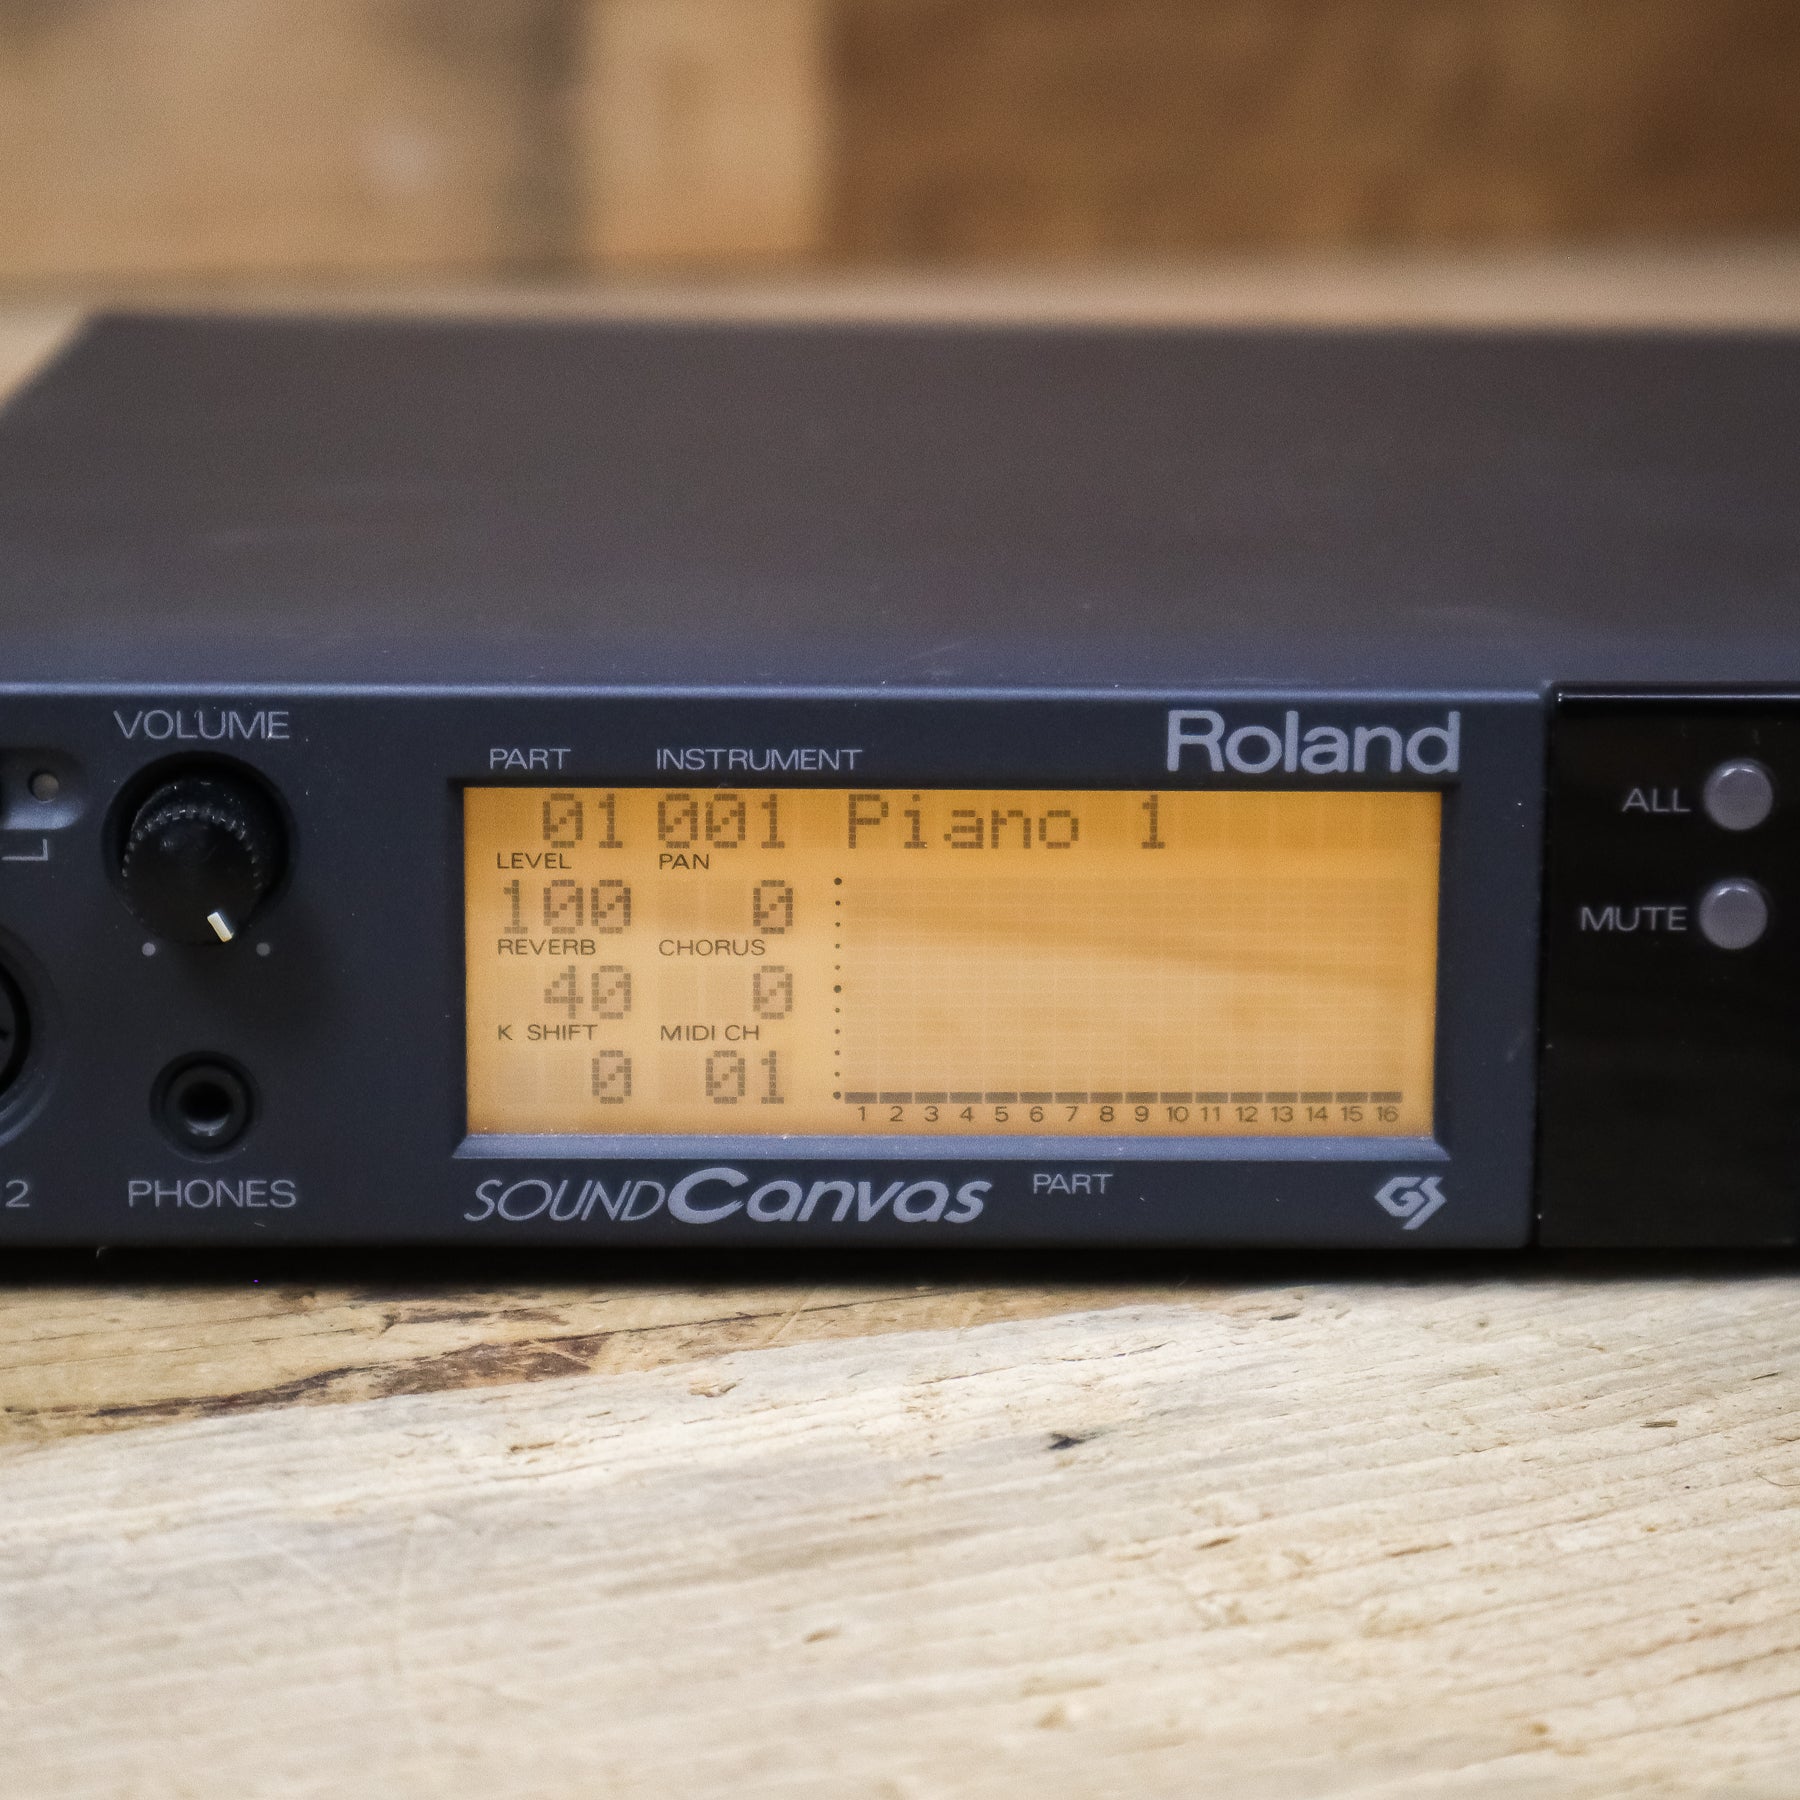 VOLUME
PART INSTRUMENT
Roland
01 001 Piano 1
LEVEL PAN
100 0
REVERB CHORUS
40 0
K SHIFT MIDI CH
0 01
1 2 3 4 5 6 7 8 9 10 11 12 13 14 15 16
ALL
MUTE
2
PHONES
SOUND Canvas
PART
GS